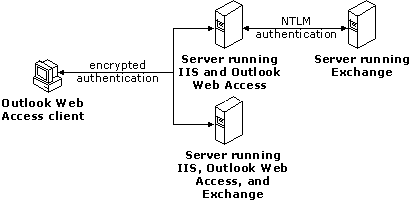 NTLM
authentication
encrypted
authentication
Server running
IIS and Outlook
Web Access
Server running
Exchange
Outlook Web
Access client
Server running
IIS, Outlook Web
Access, and
Exchange